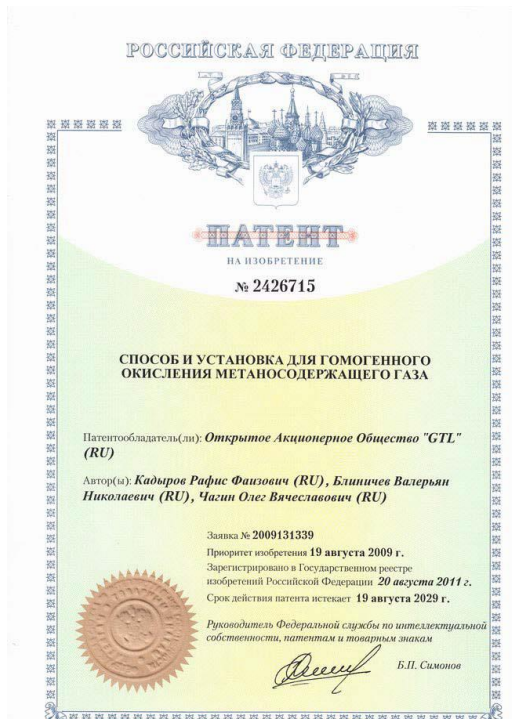 РОССИЙСКАЯ ФЕДЕРАЦИЯ
ПАТЕНТ
НА ИЗОБРЕТЕНИЕ
№ 2426715
СПОСОБ И УСТАНОВКА ДЛЯ ГОМОГЕННОГО
ОКИСЛЕНИЯ МЕТАНОСОДЕРЖАЩЕГО ГАЗА
Патентообладатель(ли): Открытое Акционерное Общество "GTL"
(RU)
Автор(ы): Кадыров Рафис Фаизович (RU), Блиничев Валерьян
Николаевич (RU), Чагин Олег Вячеславович (RU)
Заявка № 2009131339
Приоритет изобретения 19 августа 2009 г.
Зарегистрировано в Государственном реестре
изобретений Российской Федерации 20 августа 2011 г.
Срок действия патента истекает 19 августа 2029 г.
Руководитель Федеральной службы по интеллектуальной
собственности, патентам и товарным знакам
Б.П. Симонов